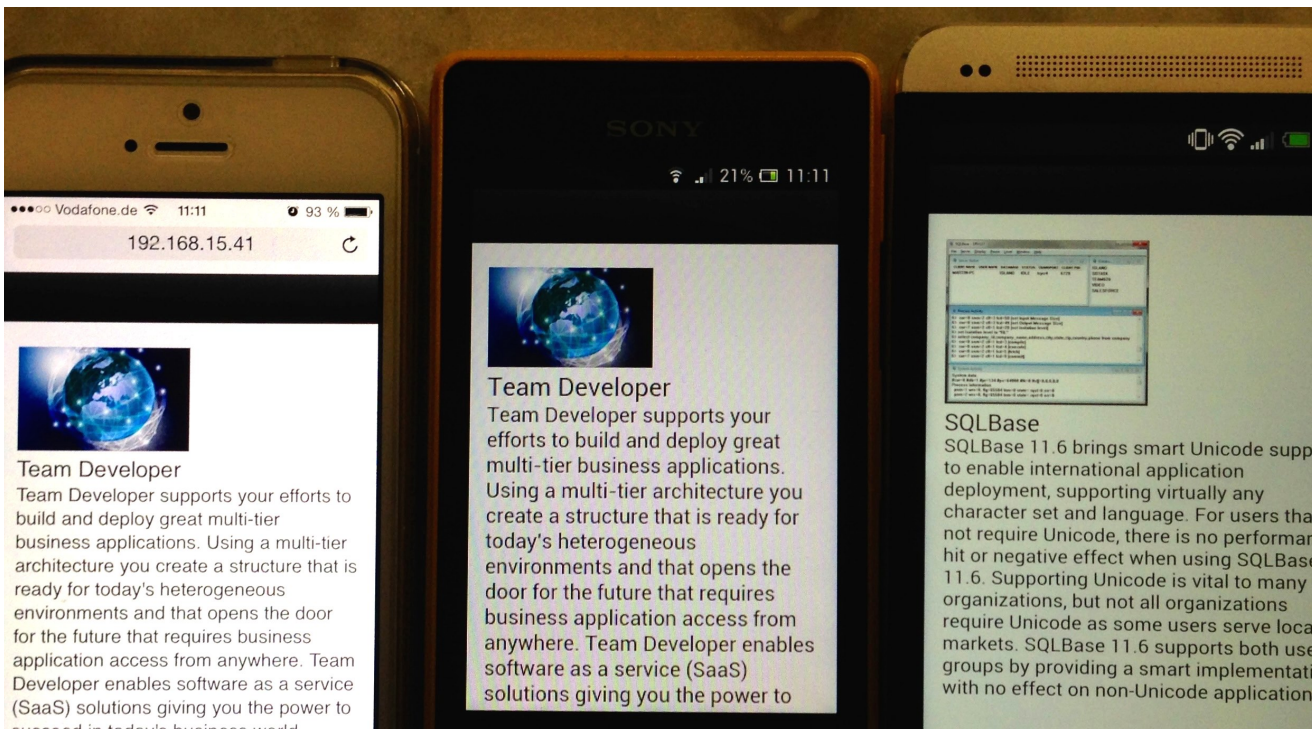 Vodafone.de 11:11 93 %
192.168.15.41
Team Developer
Team Developer supports your efforts to
build and deploy great multi-tier
business applications. Using a multi-tier
architecture you create a structure that is
ready for today's heterogeneous
environments and that opens the door
for the future that requires business
application access from anywhere. Team
Developer enables software as a service
(SaaS) solutions giving you the power to
succeed in today's business world
SONY
21% 11:11
Team Developer
Team Developer supports your
efforts to build and deploy great
multi-tier business applications.
Using a multi-tier architecture you
create a structure that is ready for
today's heterogeneous
environments and that opens the
door for the future that requires
business application access from
anywhere. Team Developer enables
software as a service (SaaS)
solutions giving you the power to
SQLBase
SQLBase 11.6 brings smart Unicode supp
to enable international application
deployment, supporting virtually any
character set and language. For users tha
not require Unicode, there is no performan
hit or negative effect when using SQLBase
11.6. Supporting Unicode is vital to many
organizations, but not all organizations
require Unicode as some users serve loca
markets. SQLBase 11.6 supports both use
groups by providing a smart implementati
with no effect on non-Unicode application